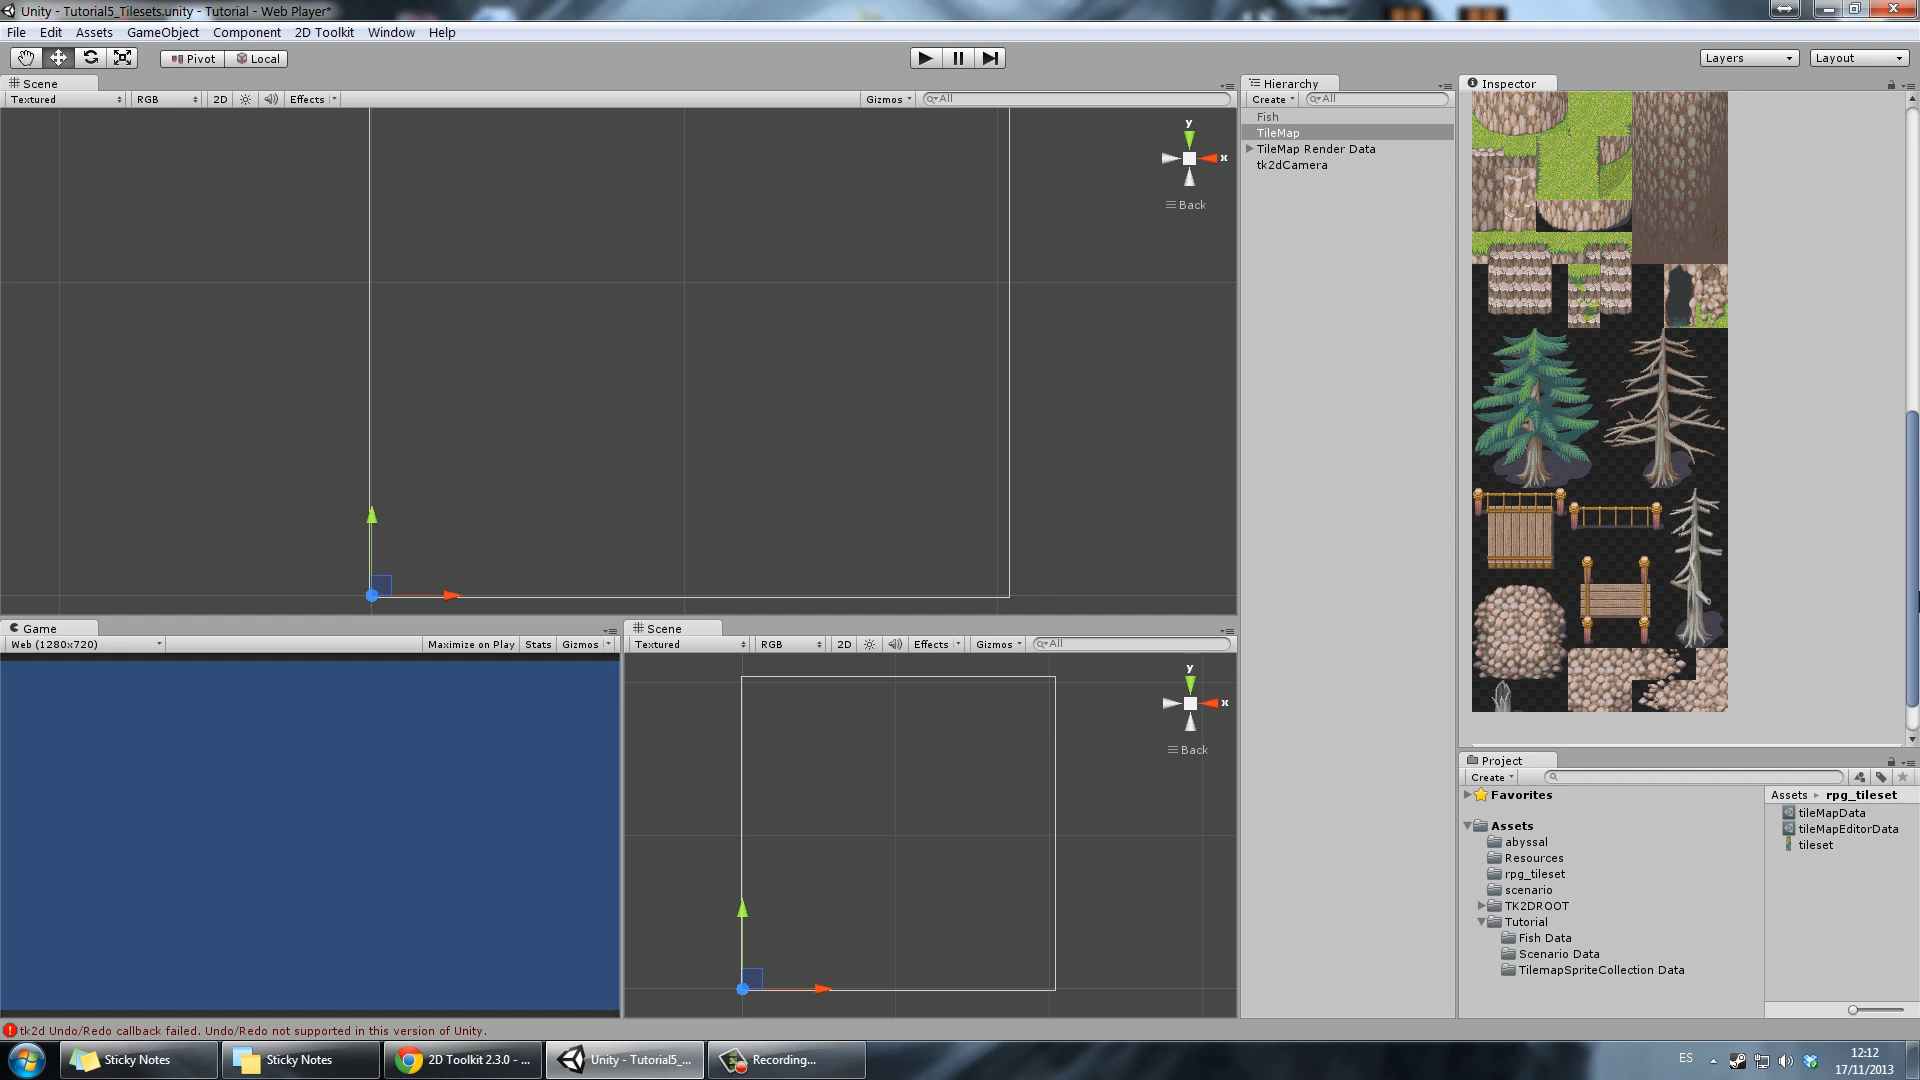 Unity - Tutorial5_Tilesets.unity - Tutorial - Web Player*
File Edit Assets GameObject Component 2D Toolkit Window Help
Pivot Local Layers Layout
Scene
Textured RGB 2D Effects Gizmos All
y
x
Back
Game
Web (1280x720) Maximize on Play Stats Gizmos
Scene
Textured RGB 2D Effects Gizmos All
y
x
Back
Hierarchy
Create All
Fish
TileMap
TileMap Render Data
tk2dCamera
Inspector
Project
Create
Favorites
Assets
abyssal
Resources
rpg_tileset
scenario
TK2DROOT
Tutorial
Fish Data
Scenario Data
TilemapSpriteCollection Data
Assets rpg_tileset
tileMapData
tileMapEditorData
tileset
tk2d Undo/Redo callback failed. Undo/Redo not supported in this version of Unity.
Sticky Notes
Sticky Notes
2D Toolkit 2.3.0 - ...
Unity - Tutorial5_...
Recording...
ES
12:12
17/11/2013